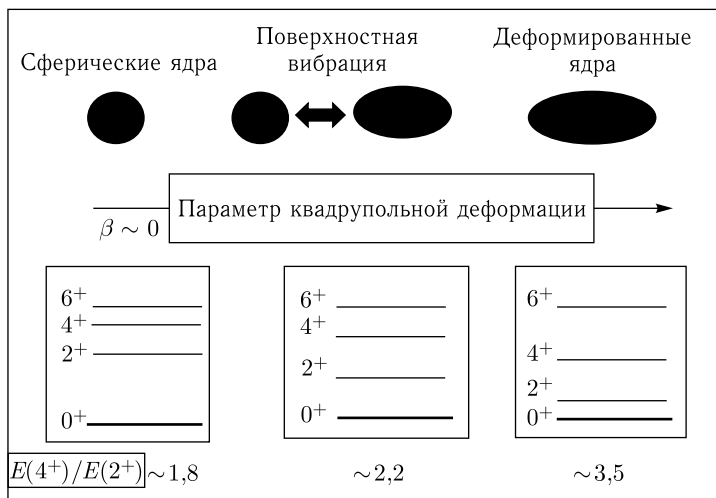 Сферические ядра
Поверхностная
вибрация
Деформированные
ядра
β ∼ 0
Параметр квадрупольной деформации
6⁺
4⁺
2⁺
0⁺
6⁺
4⁺
2⁺
0⁺
6⁺
4⁺
2⁺
0⁺
E(4⁺)/E(2⁺) ∼1,8
∼2,2
∼3,5